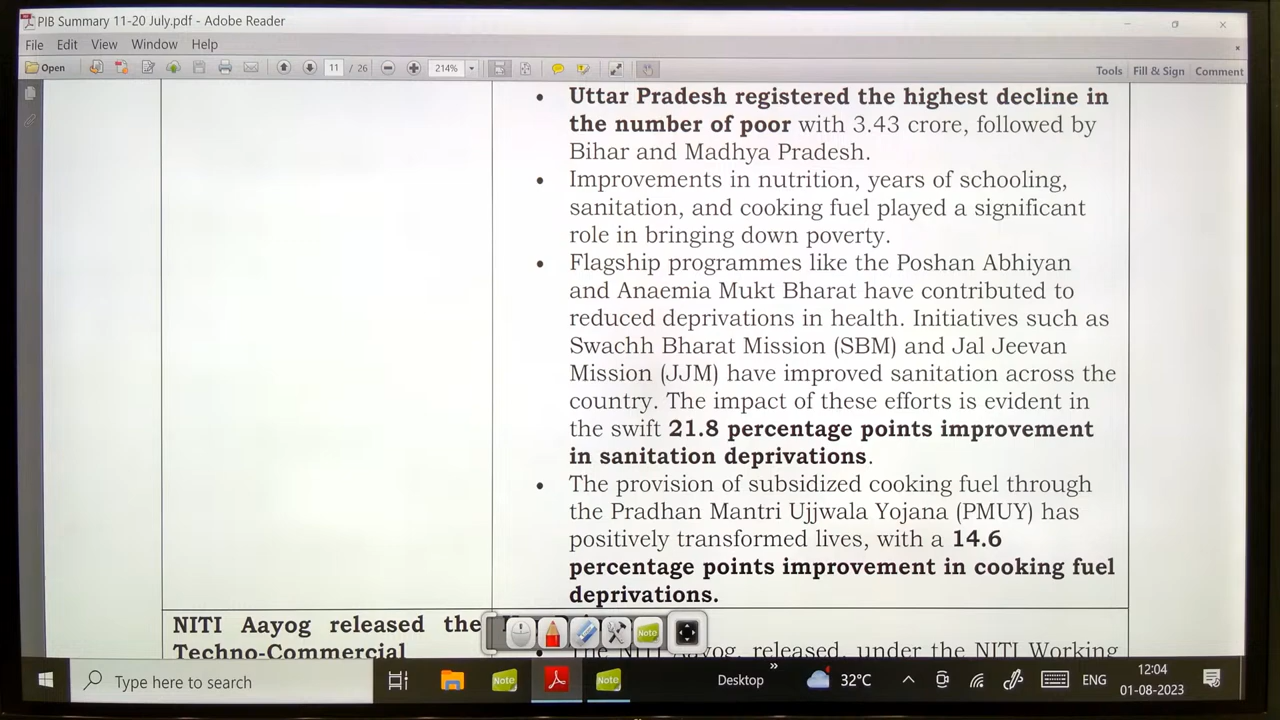 PIB Summary 11-20 July.pdf - Adobe Reader
File Edit View Window Help
Open 11 / 26 214% Tools Fill & Sign Comment
• Uttar Pradesh registered the highest decline in
the number of poor with 3.43 crore, followed by
Bihar and Madhya Pradesh.
• Improvements in nutrition, years of schooling,
sanitation, and cooking fuel played a significant
role in bringing down poverty.
• Flagship programmes like the Poshan Abhiyan
and Anaemia Mukt Bharat have contributed to
reduced deprivations in health. Initiatives such as
Swachh Bharat Mission (SBM) and Jal Jeevan
Mission (JJM) have improved sanitation across the
country. The impact of these efforts is evident in
the swift 21.8 percentage points improvement
in sanitation deprivations.
• The provision of subsidized cooking fuel through
the Pradhan Mantri Ujjwala Yojana (PMUY) has
positively transformed lives, with a 14.6
percentage points improvement in cooking fuel
deprivations.
NITI Aayog released the
Techno-Commercial
Note
NITI Aayog, released, under the NITI Working
Type here to search
Note
Note
Desktop
32°C
ENG
12:04
01-08-2023